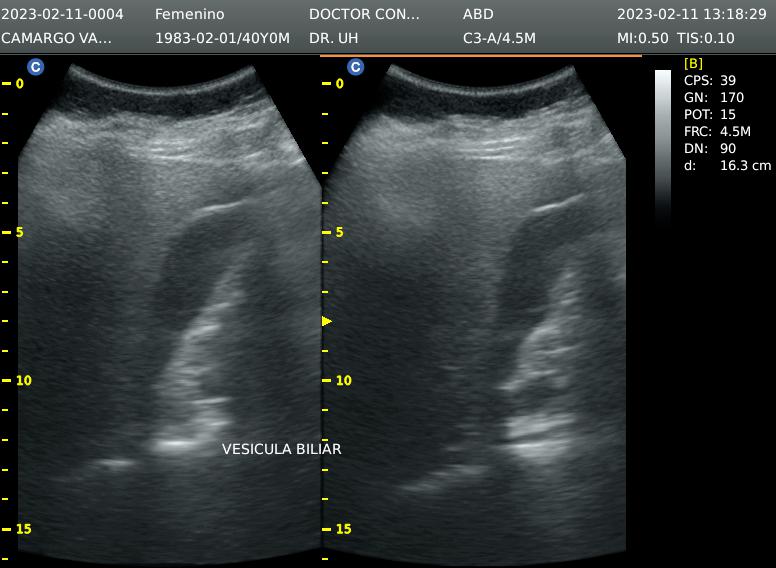 2023-02-11-0004 Femenino DOCTOR CON... ABD 2023-02-11 13:18:29
CAMARGO VA... 1983-02-01/40Y0M DR. UH C3-A/4.5M MI:0.50 TIS:0.10
C C
[B]
CPS: 39
GN: 170
POT: 15
FRC: 4.5M
DN: 90
d: 16.3 cm
0 0
5 5
10 10
VESICULA BILIAR
15 15